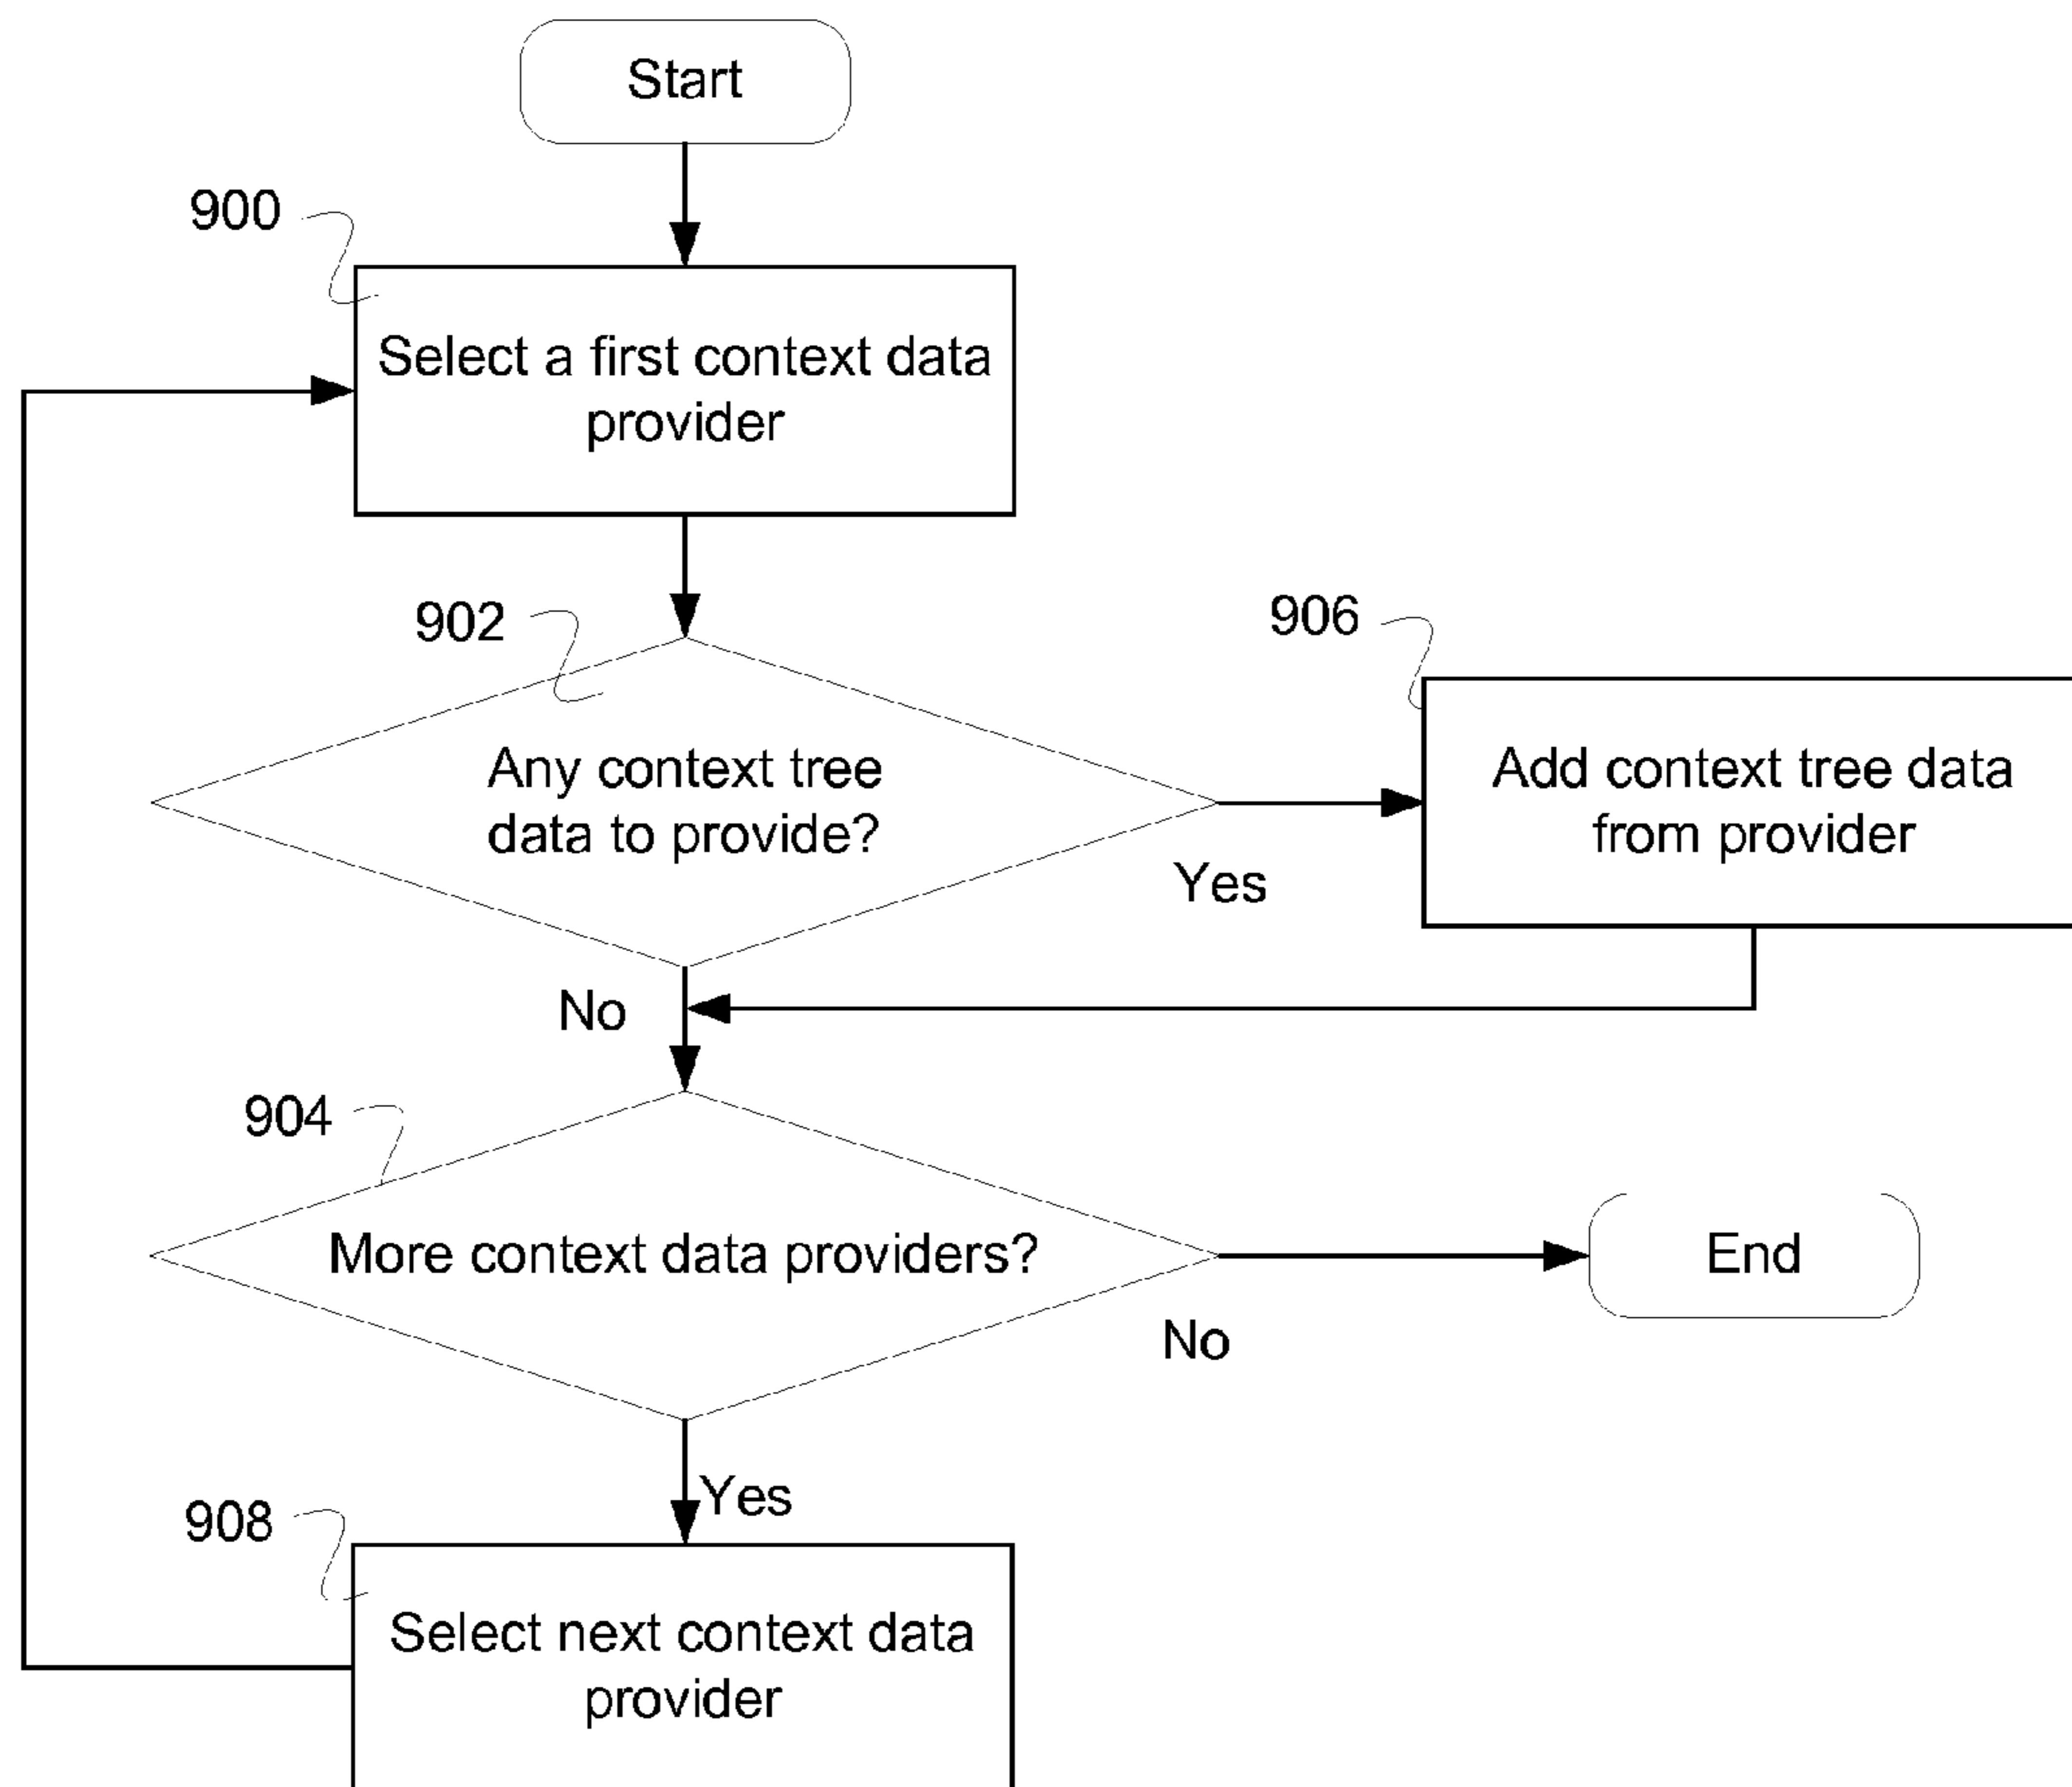 Start
900
Select a first context data
provider
902
Any context tree
data to provide?
Yes
906
Add context tree data
from provider
No
904
More context data providers?
No
End
Yes
908
Select next context data
provider